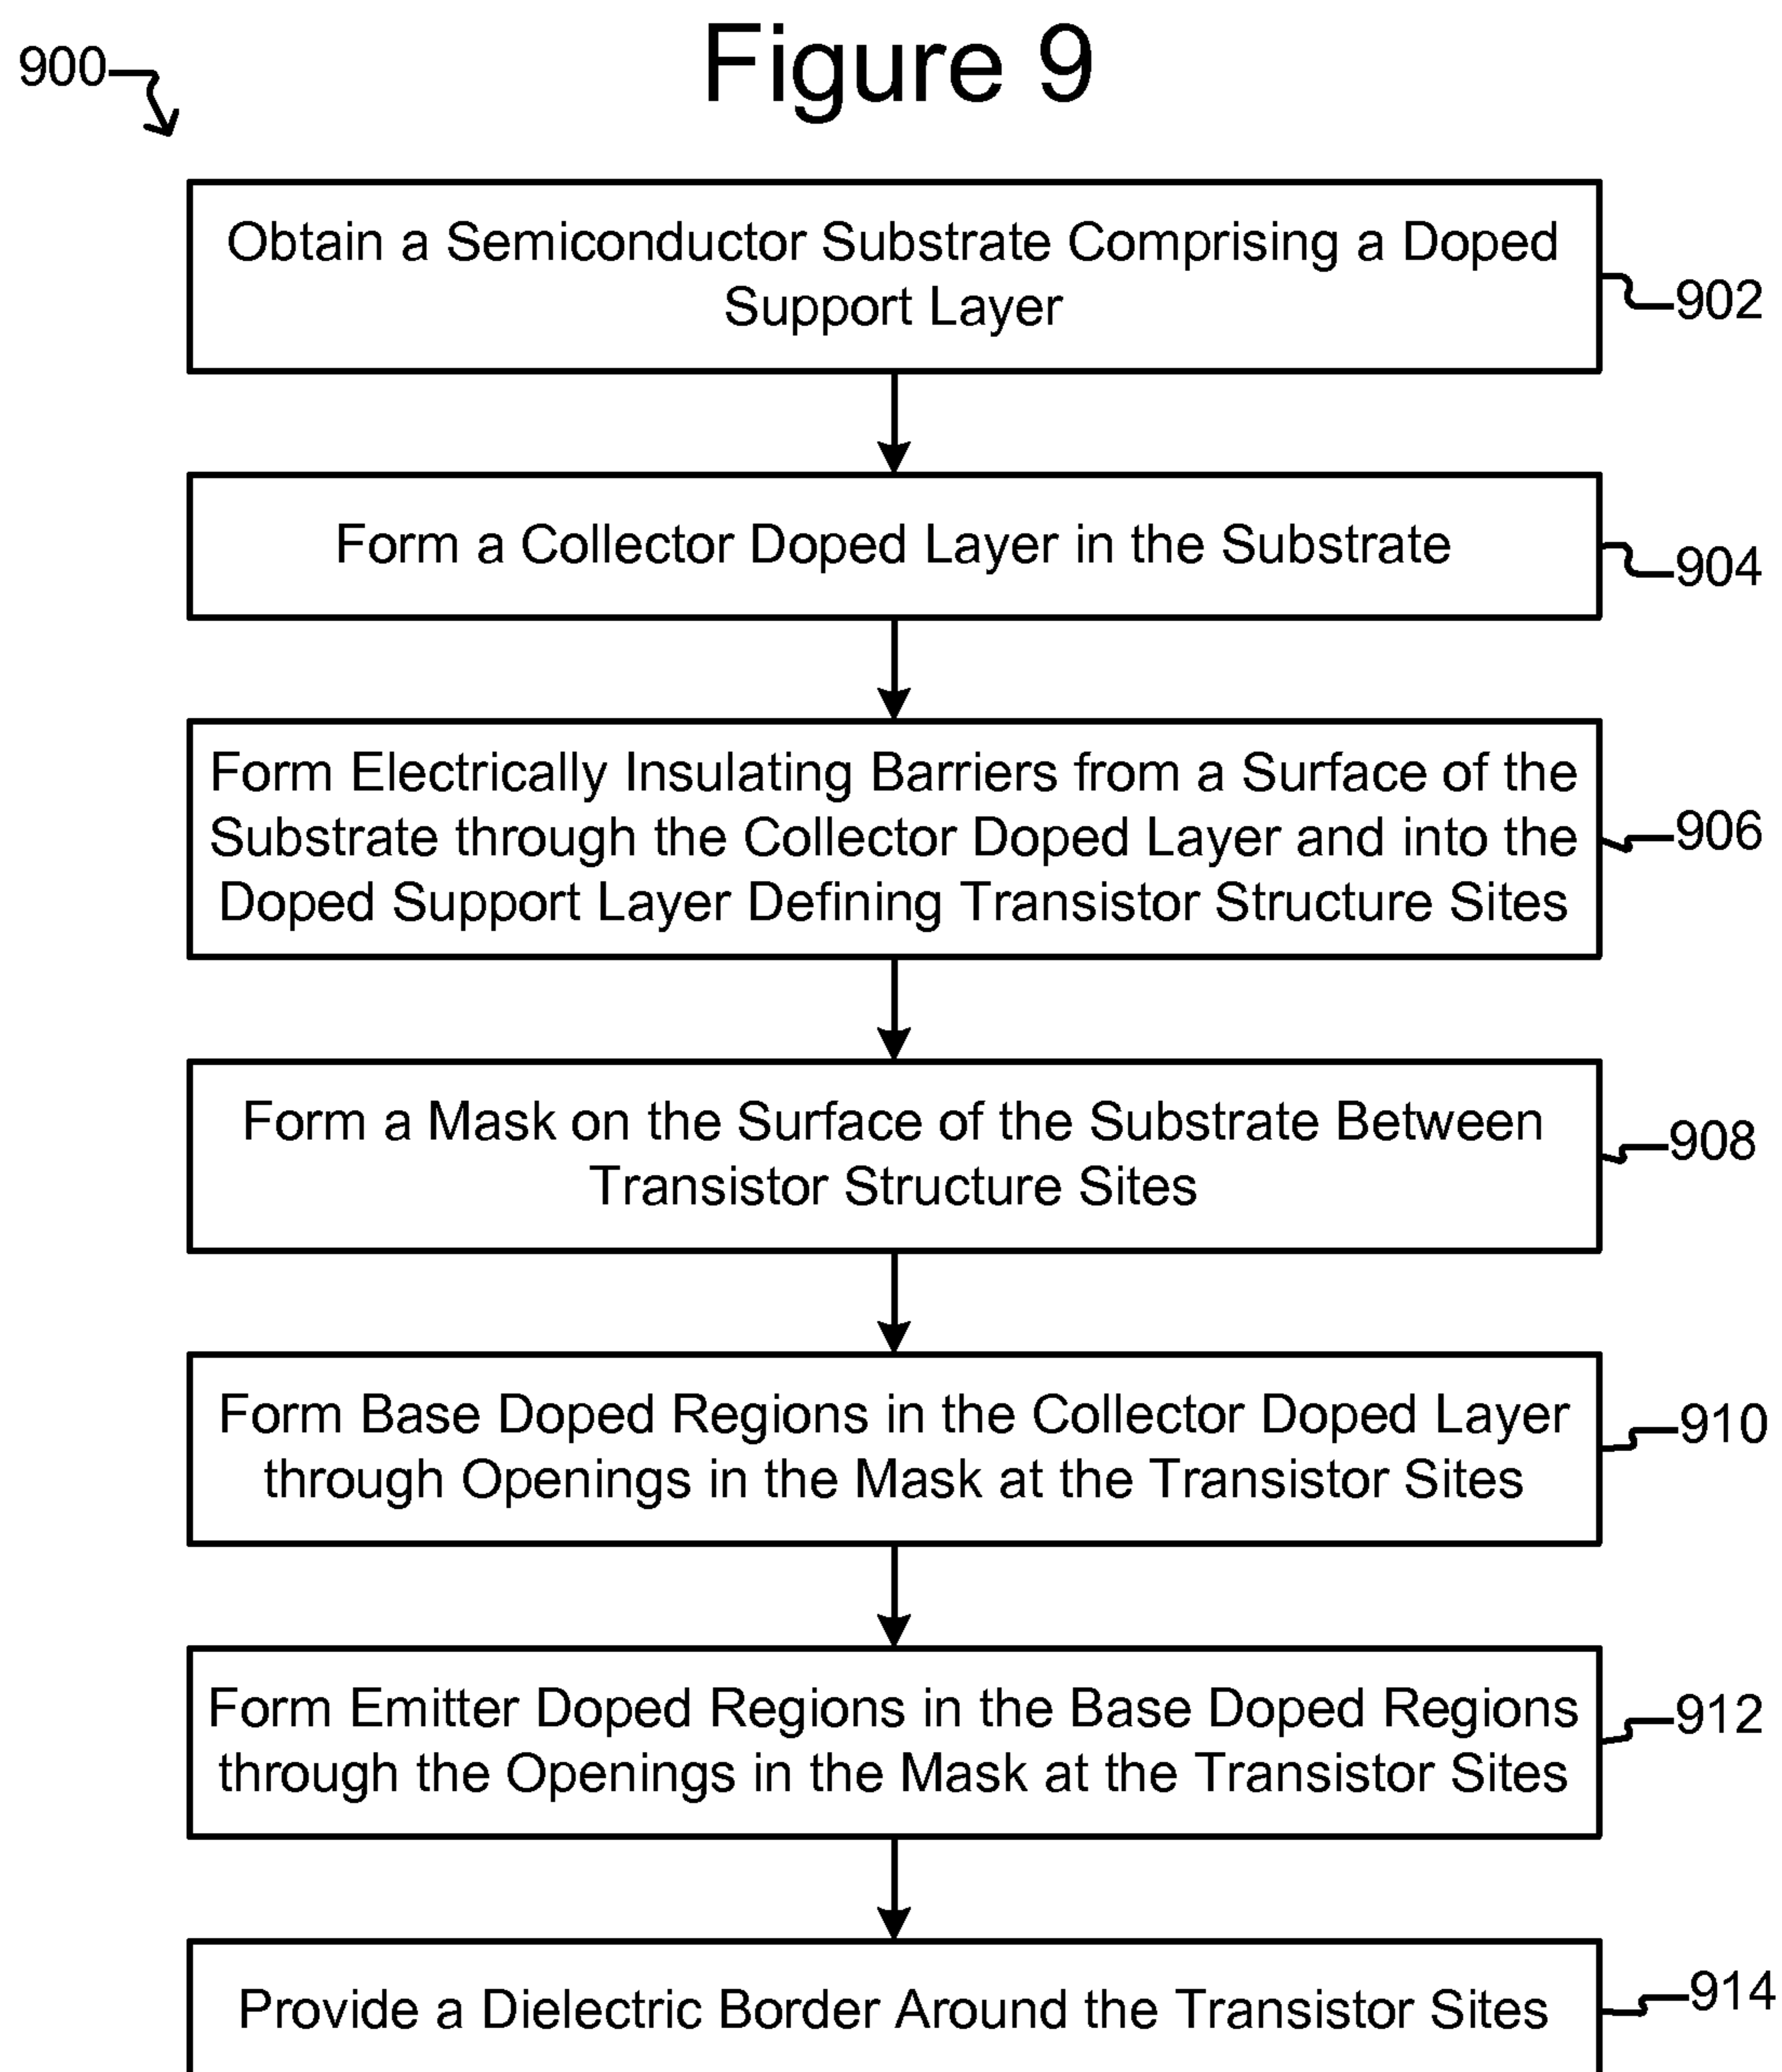 Figure 9
900
Obtain a Semiconductor Substrate Comprising a Doped
Support Layer
902
Form a Collector Doped Layer in the Substrate
904
Form Electrically Insulating Barriers from a Surface of the
Substrate through the Collector Doped Layer and into the
Doped Support Layer Defining Transistor Structure Sites
906
Form a Mask on the Surface of the Substrate Between
Transistor Structure Sites
908
Form Base Doped Regions in the Collector Doped Layer
through Openings in the Mask at the Transistor Sites
910
Form Emitter Doped Regions in the Base Doped Regions
through the Openings in the Mask at the Transistor Sites
912
Provide a Dielectric Border Around the Transistor Sites
914